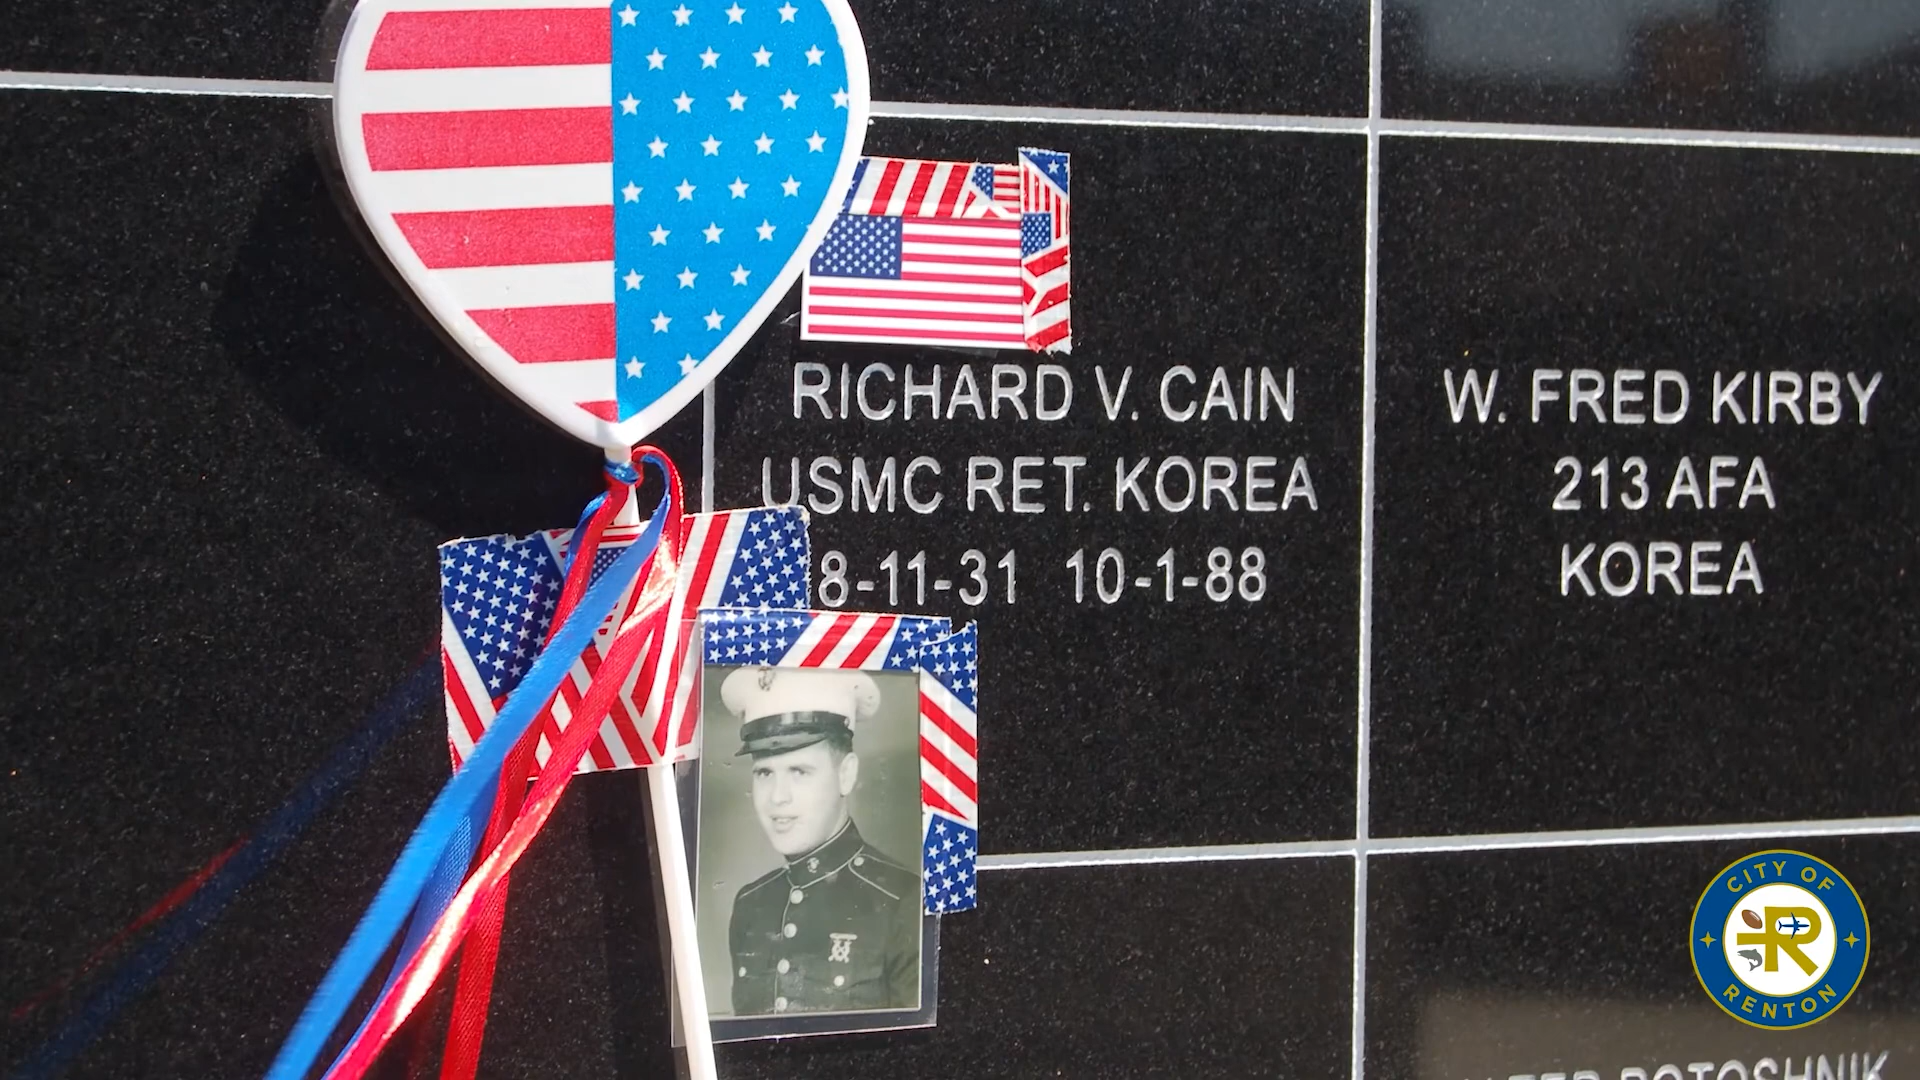 RICHARD V. CAIN
USMC RET. KOREA
8-11-31 10-1-88
W. FRED KIRBY
213 AFA
KOREA
CITY OF
R
RENTON
POTOSHNIK